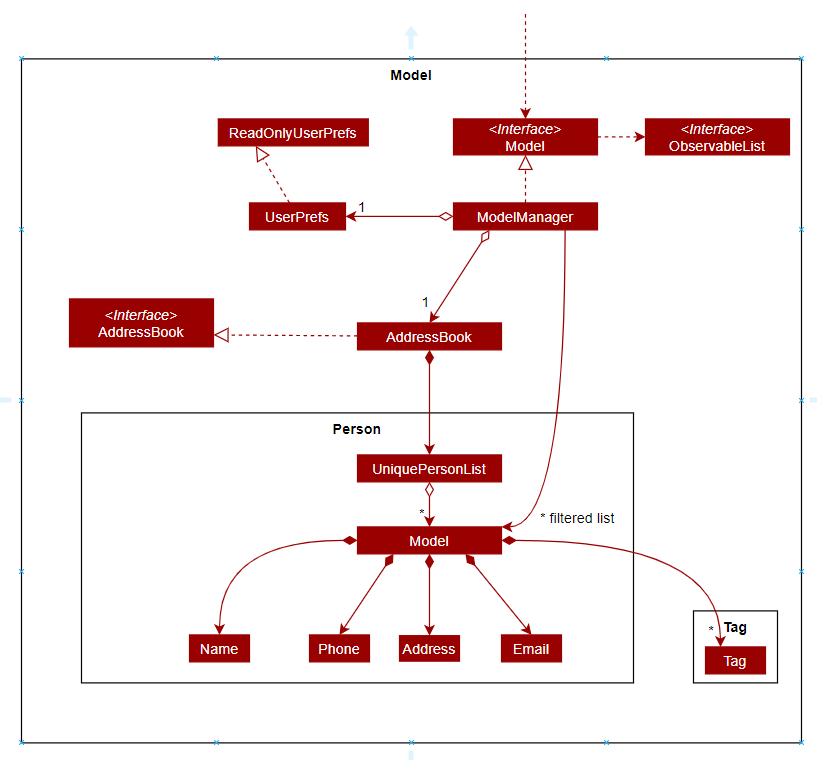 Model
ReadOnlyUserPrefs
<Interface>
Model
<Interface>
ObservableList
UserPrefs
1
ModelManager
1
<Interface>
AddressBook
AddressBook
Person
UniquePersonList
*
* filtered list
Model
Name
Phone
Address
Email
Tag
*
Tag